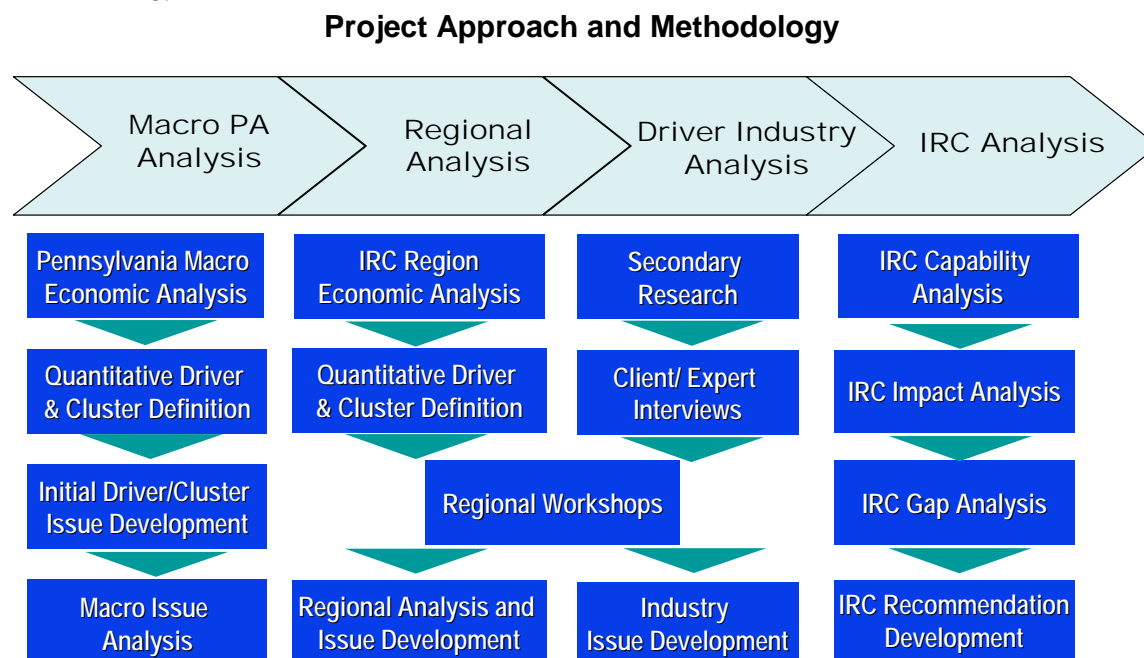 Project Approach and Methodology
Macro PA
Analysis
Regional
Analysis
Driver Industry
Analysis
IRC Analysis
Pennsylvania Macro
Economic Analysis
IRC Region
Economic Analysis
Secondary
Research
IRC Capability
Analysis
Quantitative Driver
& Cluster Definition
Quantitative Driver
& Cluster Definition
Client/ Expert
Interviews
IRC Impact Analysis
Initial Driver/Cluster
Issue Development
Regional Workshops
IRC Gap Analysis
Macro Issue
Analysis
Regional Analysis and
Issue Development
Industry
Issue Development
IRC Recommendation
Development